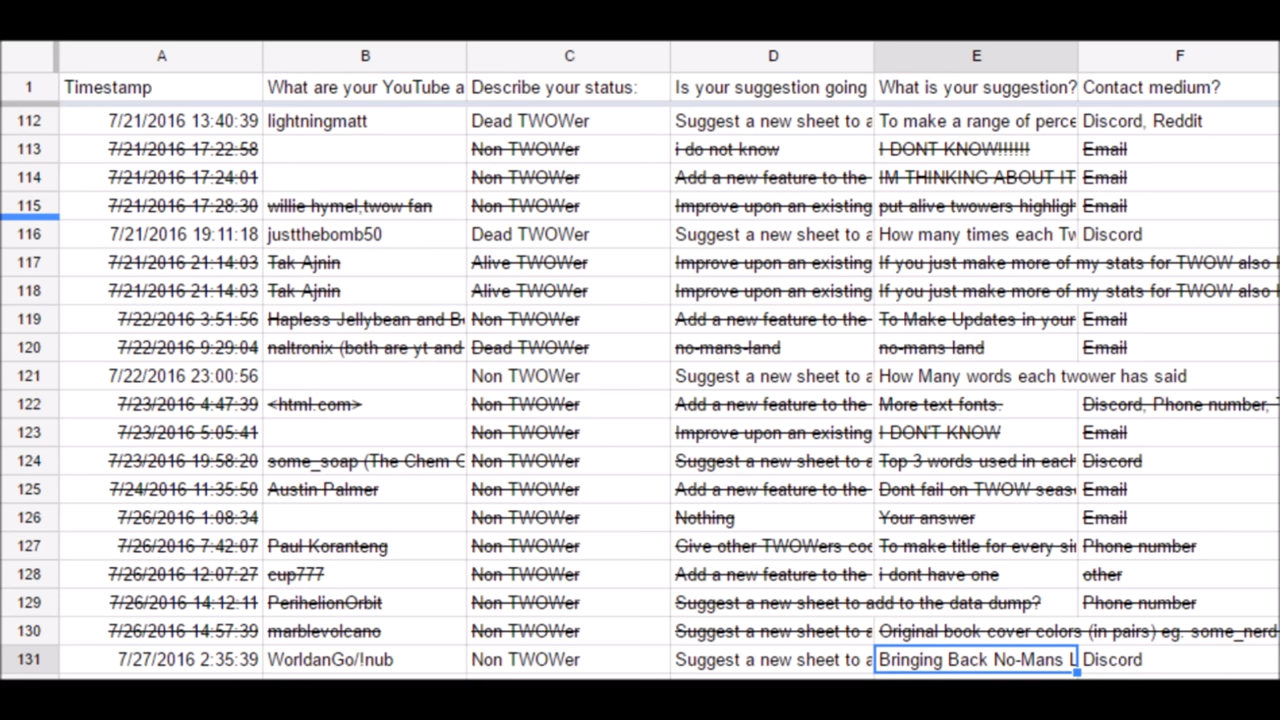 A B C D E F
1 Timestamp What are your YouTube a Describe your status: Is your suggestion going What is your suggestion? Contact medium?
112 7/21/2016 13:40:39 lightningmatt Dead TWOWer Suggest a new sheet to a To make a range of perce Discord, Reddit
113 7/21/2016 17:22:58 Non TWOWer i do not know I DONT KNOW!!!!!! Email
114 7/21/2016 17:24:01 Non TWOWer Add a new feature to the IM THINKING ABOUT IT Email
115 7/21/2016 17:28:30 willie hymel,twow fan Non TWOWer Improve upon an existing put alive twowers highligh Email
116 7/21/2016 19:11:18 justthebomb50 Dead TWOWer Suggest a new sheet to a How many times each Tw Discord
117 7/21/2016 21:14:03 Tak Ajnin Alive TWOWer Improve upon an existing If you just make more of my stats for TWOW also
118 7/21/2016 21:14:03 Tak Ajnin Alive TWOWer Improve upon an existing If you just make more of my stats for TWOW also
119 7/22/2016 3:51:56 Hapless Jellybean and Non TWOWer Add a new feature to the To Make Updates in your Email
120 7/22/2016 9:29:04 naltronix (both are yt and Dead TWOWer no-mans-land no-mans land Email
121 7/22/2016 23:00:56 Non TWOWer Suggest a new sheet to a How Many words each twower has said
122 7/23/2016 4:47:39 <html.com> Non TWOWer Add a new feature to the More text fonts. Discord, Phone number,
123 7/23/2016 5:05:41 Non TWOWer Improve upon an existing I DON'T KNOW Email
124 7/23/2016 19:58:20 some_soap (The Chem Non TWOWer Suggest a new sheet to a Top 3 words used in each Discord
125 7/24/2016 11:35:50 Austin Palmer Non TWOWer Add a new feature to the Dont fail on TWOW seas Email
126 7/26/2016 1:08:34 Non TWOWer Nothing Your answer Email
127 7/26/2016 7:42:07 Paul Koranteng Non TWOWer Give other TWOWers coo To make title for every si Phone number
128 7/26/2016 12:07:27 cup777 Non TWOWer Add a new feature to the i dont have one other
129 7/26/2016 14:12:11 PerihelionOrbit Non TWOWer Suggest a new sheet to add to the data dump? Phone number
130 7/26/2016 14:57:39 marblevolcano Non TWOWer Suggest a new sheet to a Original book cover colors (in pairs) eg. some_nerd
131 7/27/2016 2:35:39 WorldanGo/!nub Non TWOWer Suggest a new sheet to a Bringing Back No-Mans L Discord